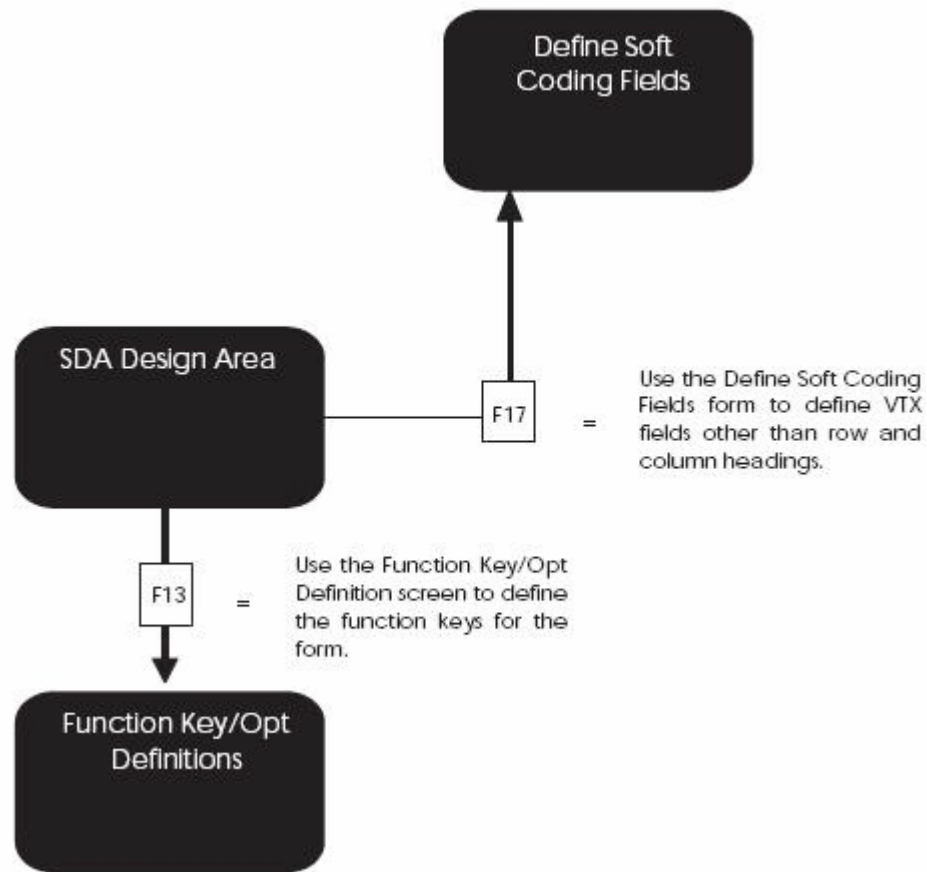 Define Soft
Coding Fields
SDA Design Area
F17
=
Use the Define Soft Coding
Fields form to define VTX
fields other than row and
column headings.
F13
=
Use the Function Key/Opt
Definition screen to define
the function keys for the
form.
Function Key/Opt
Definitions